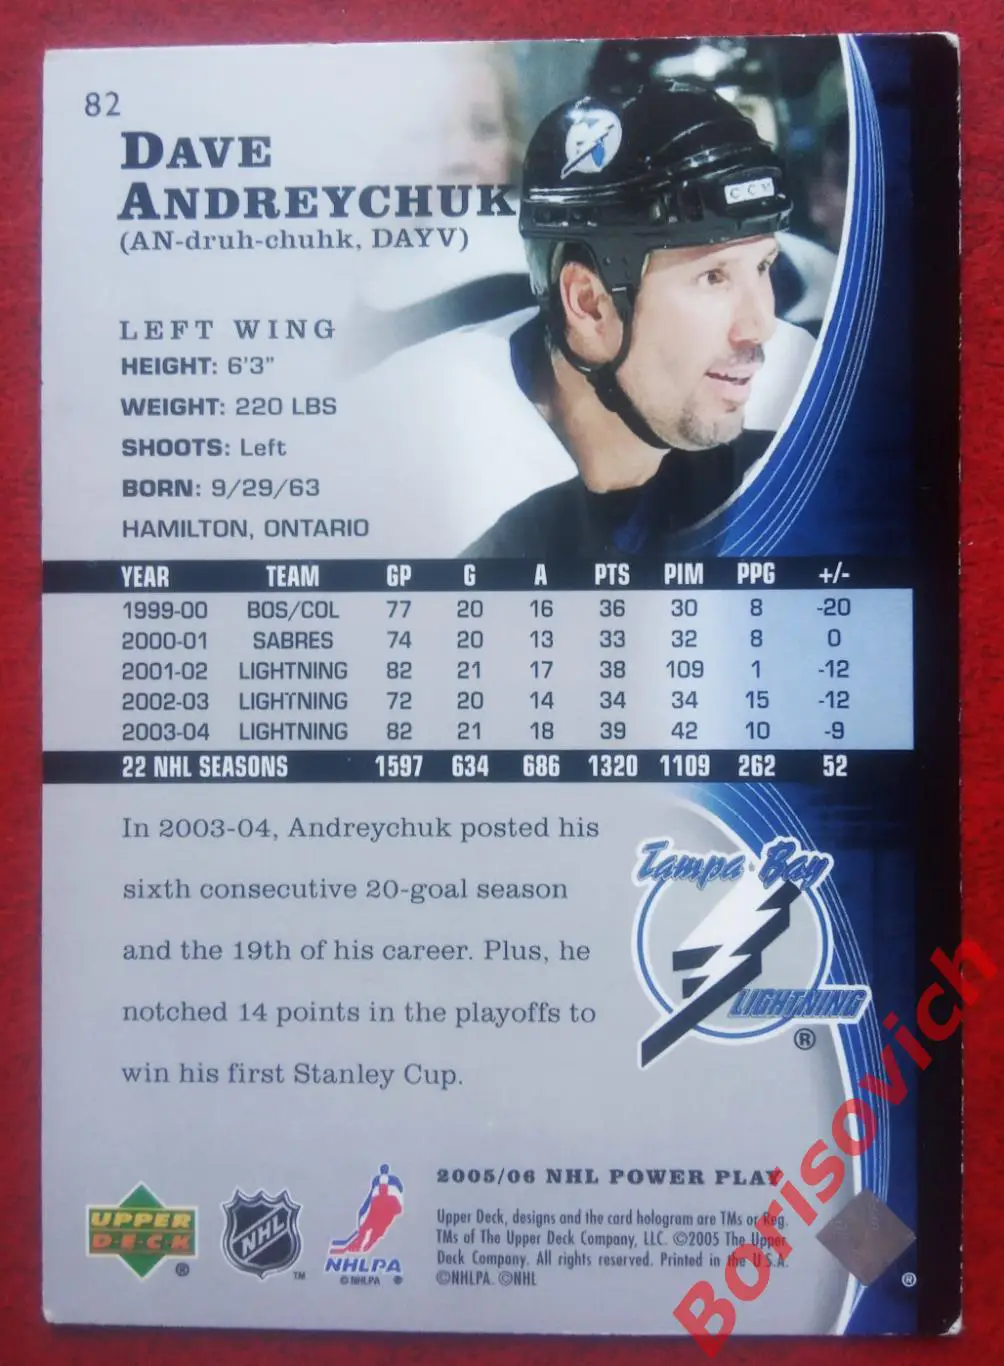 82
DAVE
ANDREYCHUK
(AN-druh-chuhk, DAYV)
CCM
LEFT WING
HEIGHT: 6'3"
WEIGHT: 220 LBS
SHOOTS: Left
BORN: 9/29/63
HAMILTON, ONTARIO
YEAR TEAM GP G A PTS PIM PPG +/-
1999-00 BOS/COL 77 20 16 36 30 8 -20
2000-01 SABRES 74 20 13 33 32 8 0
2001-02 LIGHTNING 82 21 17 38 109 1 -12
2002-03 LIGHTNING 72 20 14 34 34 15 -12
2003-04 LIGHTNING 82 21 18 39 42 10 -9
22 NHL SEASONS 1597 634 686 1320 1109 262 52
In 2003-04, Andreychuk posted his
sixth consecutive 20-goal season
and the 19th of his career. Plus, he
notched 14 points in the playoffs to
win his first Stanley Cup.
Tampa Bay
LIGHTNING
®
2005/06 NHL POWER PLAY
Upper Deck, designs and the card hologram are TMs or Reg.
TMs of The Upper Deck Company, LLC. ©2005 The Upper
Deck Company. All rights reserved. Printed in the U.S.A.
©NHLPA. ©NHL
UPPER
DECK
®
NHL
TM
NHLPA
© NHLPA ®
®
Borisovich